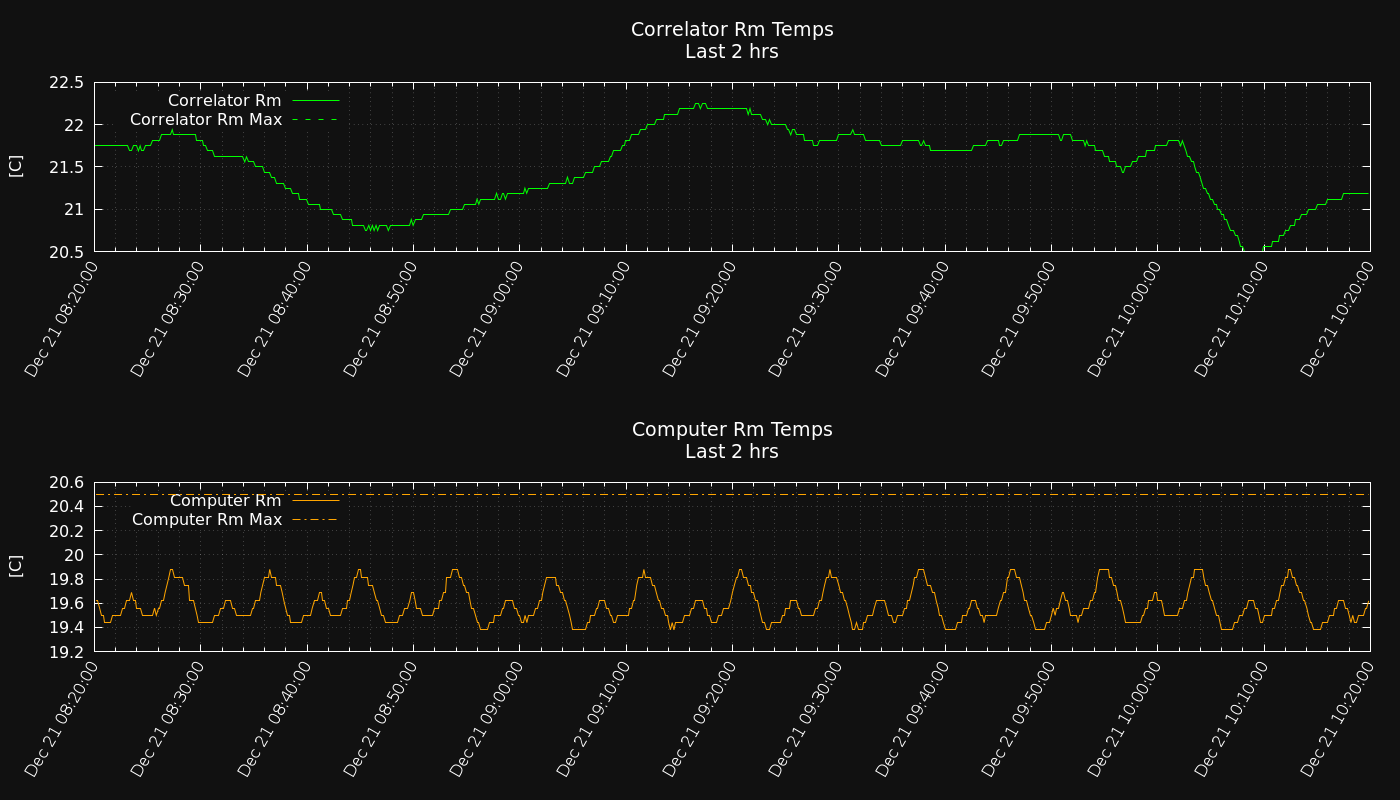 Correlator Rm Temps
Last 2 hrs
22.5
22
21.5
21
20.5
[C]
Correlator Rm
Correlator Rm Max
Dec 21 08:20:00
Dec 21 08:30:00
Dec 21 08:40:00
Dec 21 08:50:00
Dec 21 09:00:00
Dec 21 09:10:00
Dec 21 09:20:00
Dec 21 09:30:00
Dec 21 09:40:00
Dec 21 09:50:00
Dec 21 10:00:00
Dec 21 10:10:00
Dec 21 10:20:00
Computer Rm Temps
Last 2 hrs
20.6
20.4
20.2
20
19.8
19.6
19.4
19.2
[C]
Computer Rm
Computer Rm Max
Dec 21 08:20:00
Dec 21 08:30:00
Dec 21 08:40:00
Dec 21 08:50:00
Dec 21 09:00:00
Dec 21 09:10:00
Dec 21 09:20:00
Dec 21 09:30:00
Dec 21 09:40:00
Dec 21 09:50:00
Dec 21 10:00:00
Dec 21 10:10:00
Dec 21 10:20:00